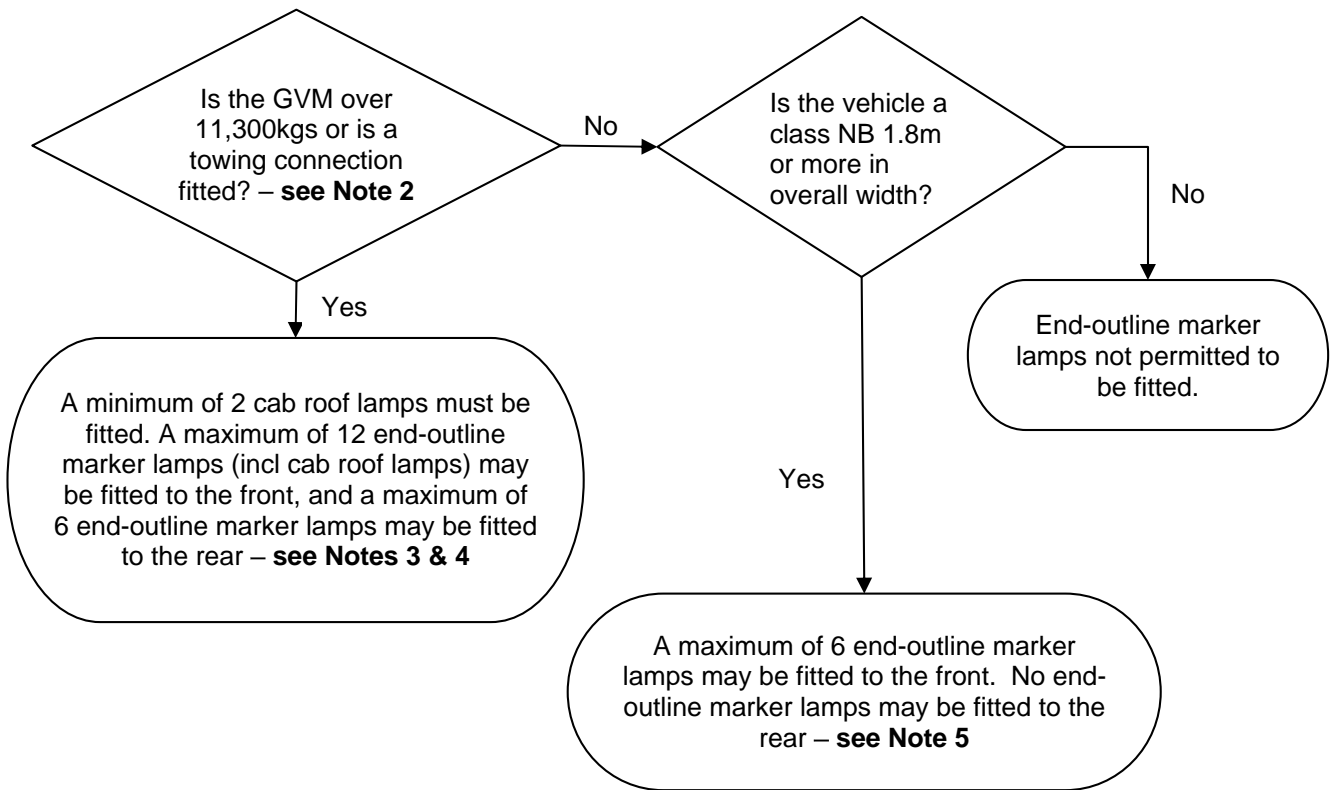 Is the GVM over
11,300kgs or is a
towing connection
fitted? – see Note 2
No
Is the vehicle a
class NB 1.8m
or more in
overall width?
No
Yes
End-outline marker
lamps not permitted to
be fitted.
A minimum of 2 cab roof lamps must be
fitted. A maximum of 12 end-outline
marker lamps (incl cab roof lamps) may
be fitted to the front, and a maximum of
6 end-outline marker lamps may be fitted
to the rear – see Notes 3 & 4
Yes
A maximum of 6 end-outline marker
lamps may be fitted to the front.  No end-
outline marker lamps may be fitted to the
rear – see Note 5